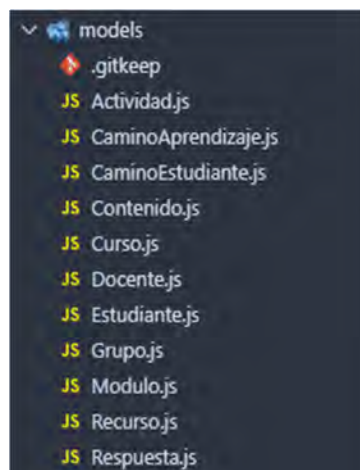 models
.gitkeep
JS Actividad.js
JS CaminoAprendizaje.js
JS CaminoEstudiante.js
JS Contenido.js
JS Curso.js
JS Docente.js
JS Estudiante.js
JS Grupo.js
JS Modulo.js
JS Recurso.js
JS Respuesta.js